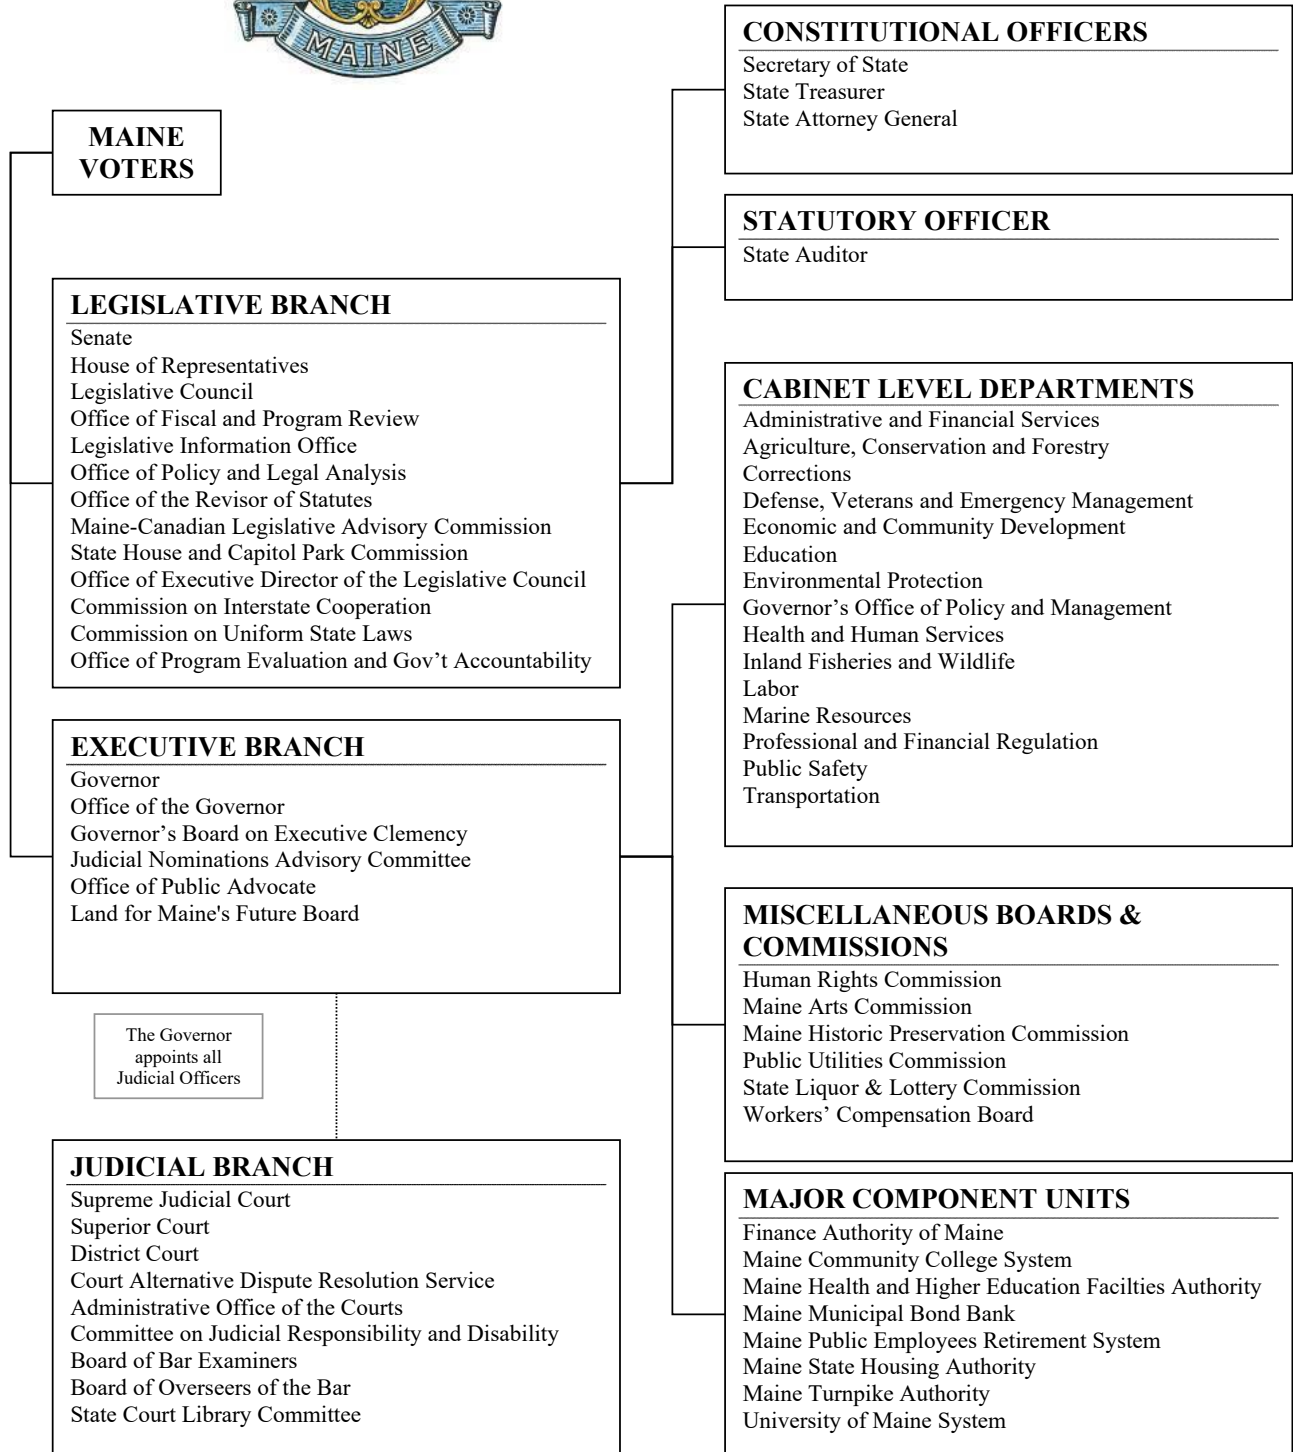 MAINE
MAINE
VOTERS
LEGISLATIVE BRANCH
Senate
House of Representatives
Legislative Council
Office of Fiscal and Program Review
Legislative Information Office
Office of Policy and Legal Analysis
Office of the Revisor of Statutes
Maine-Canadian Legislative Advisory Commission
State House and Capitol Park Commission
Office of Executive Director of the Legislative Council
Commission on Interstate Cooperation
Commission on Uniform State Laws
Office of Program Evaluation and Gov’t Accountability
EXECUTIVE BRANCH
Governor
Office of the Governor
Governor’s Board on Executive Clemency
Judicial Nominations Advisory Committee
Office of Public Advocate
Land for Maine's Future Board
The Governor
appoints all
Judicial Officers
JUDICIAL BRANCH
Supreme Judicial Court
Superior Court
District Court
Court Alternative Dispute Resolution Service
Administrative Office of the Courts
Committee on Judicial Responsibility and Disability
Board of Bar Examiners
Board of Overseers of the Bar
State Court Library Committee
CONSTITUTIONAL OFFICERS
Secretary of State
State Treasurer
State Attorney General
STATUTORY OFFICER
State Auditor
CABINET LEVEL DEPARTMENTS
Administrative and Financial Services
Agriculture, Conservation and Forestry
Corrections
Defense, Veterans and Emergency Management
Economic and Community Development
Education
Environmental Protection
Governor’s Office of Policy and Management
Health and Human Services
Inland Fisheries and Wildlife
Labor
Marine Resources
Professional and Financial Regulation
Public Safety
Transportation
MISCELLANEOUS BOARDS &
COMMISSIONS
Human Rights Commission
Maine Arts Commission
Maine Historic Preservation Commission
Public Utilities Commission
State Liquor & Lottery Commission
Workers’ Compensation Board
MAJOR COMPONENT UNITS
Finance Authority of Maine
Maine Community College System
Maine Health and Higher Education Facilties Authority
Maine Municipal Bond Bank
Maine Public Employees Retirement System
Maine State Housing Authority
Maine Turnpike Authority
University of Maine System